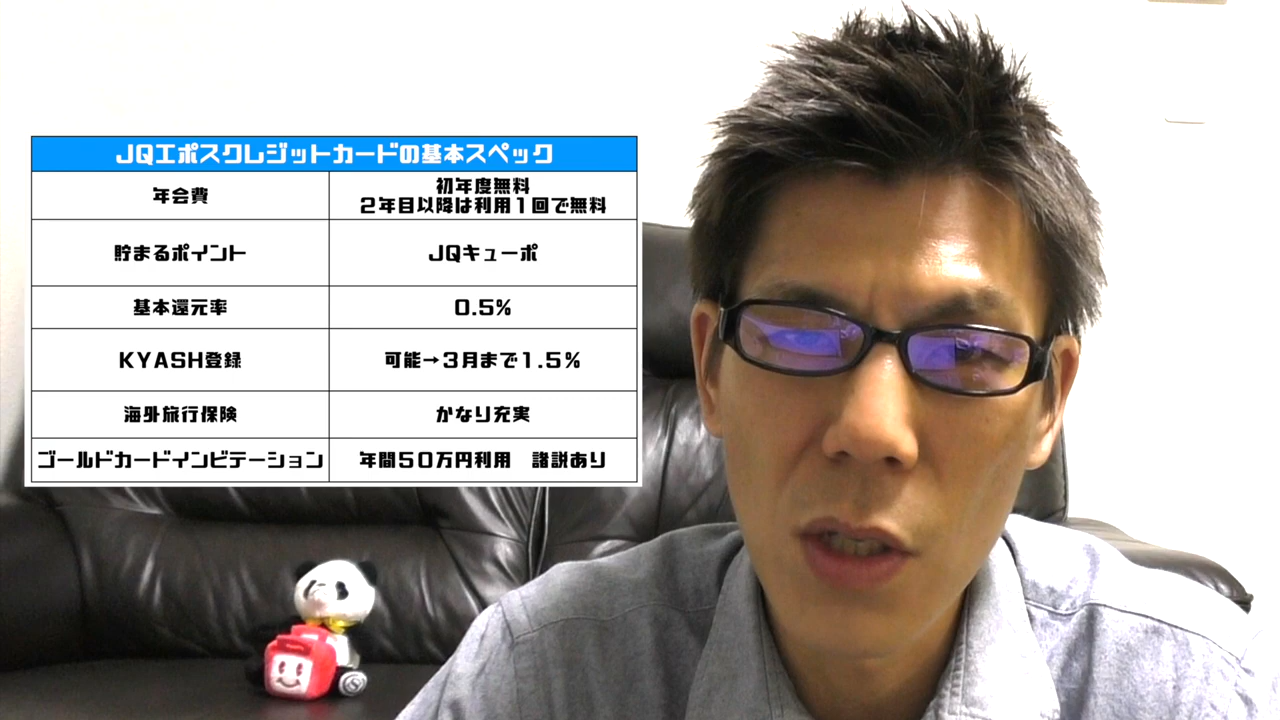 JQエポスクレジットカードの基本スペック
年会費
初年度無料
2年目以降は利用1回で無料
貯まるポイント
JQキューポ
基本還元率
0.5%
KYASH登録
可能→3月まで1.5%
海外旅行保険
かなり充実
ゴールドカードインビテーション
年間50万円利用 諸説あり